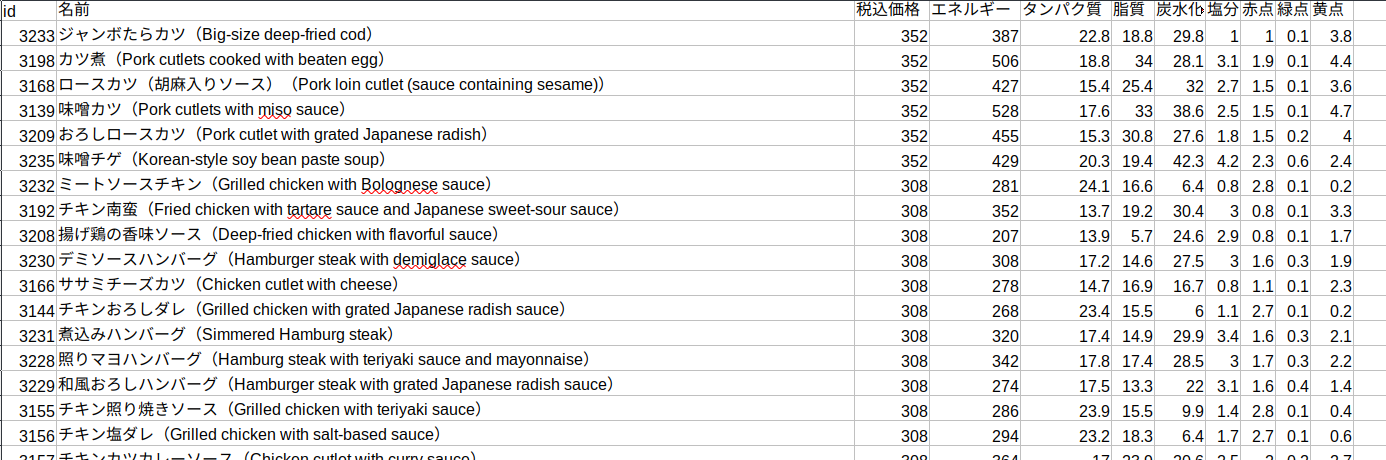 id 名前 税込価格 エネルギー タンパク質 脂質 炭水化 塩分 赤点 緑点 黄点
3233 ジャンボたらカツ（Big-size deep-fried cod） 352 387 22.8 18.8 29.8 1 1 0.1 3.8
3198 カツ煮（Pork cutlets cooked with beaten egg） 352 506 18.8 34 28.1 3.1 1.9 0.1 4.4
3168 ロースカツ（胡麻入りソース）（Pork loin cutlet (sauce containing sesame)） 352 427 15.4 25.4 32 2.7 1.5 0.1 3.6
3139 味噌カツ（Pork cutlets with miso sauce） 352 528 17.6 33 38.6 2.5 1.5 0.1 4.7
3209 おろしロースカツ（Pork cutlet with grated Japanese radish） 352 455 15.3 30.8 27.6 1.8 1.5 0.2 4
3235 味噌チゲ（Korean-style soy bean paste soup） 352 429 20.3 19.4 42.3 4.2 2.3 0.6 2.4
3232 ミートソースチキン（Grilled chicken with Bolognese sauce） 308 281 24.1 16.6 6.4 0.8 2.8 0.1 0.2
3192 チキン南蛮（Fried chicken with tartare sauce and Japanese sweet-sour sauce） 308 352 13.7 19.2 30.4 3 0.8 0.1 3.3
3208 揚げ鶏の香味ソース（Deep-fried chicken with flavorful sauce） 308 207 13.9 5.7 24.6 2.9 0.8 0.1 1.7
3230 デミソースハンバーグ（Hamburger steak with demiglace sauce） 308 308 17.2 14.6 27.5 3 1.6 0.3 1.9
3166 ササミチーズカツ（Chicken cutlet with cheese） 308 278 14.7 16.9 16.7 0.8 1.1 0.1 2.3
3144 チキンおろしダレ（Grilled chicken with grated Japanese radish sauce） 308 268 23.4 15.5 6 1.1 2.7 0.1 0.2
3231 煮込みハンバーグ（Simmered Hamburg steak） 308 320 17.4 14.9 29.9 3.4 1.6 0.3 2.1
3228 照りマヨハンバーグ（Hamburg steak with teriyaki sauce and mayonnaise） 308 342 17.8 17.4 28.5 3 1.7 0.3 2.2
3229 和風おろしハンバーグ（Hamburger steak with grated Japanese radish sauce） 308 274 17.5 13.3 22 3.1 1.6 0.4 1.4
3155 チキン照り焼きソース（Grilled chicken with teriyaki sauce） 308 286 23.9 15.5 9.9 1.4 2.8 0.1 0.4
3156 チキン塩ダレ（Grilled chicken with salt-based sauce） 308 294 23.2 18.3 6.4 1.7 2.7 0.1 0.6
3157 チキンカツカレーソース（Chicken cutlet with curry sauce） 308 364 17